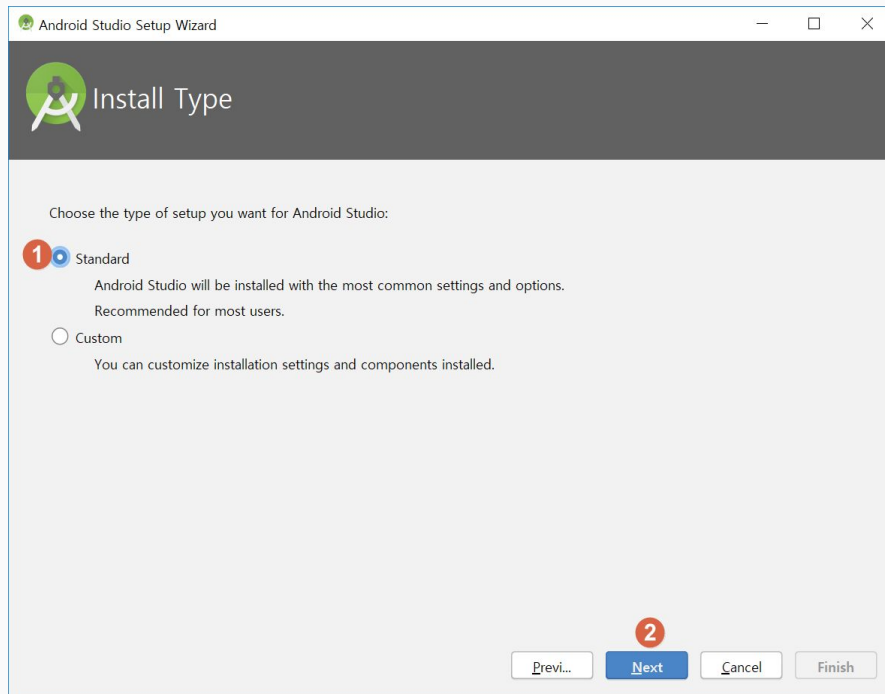 Android Studio Setup Wizard
Install Type
Choose the type of setup you want for Android Studio:
1 Standard
Android Studio will be installed with the most common settings and options.
Recommended for most users.
Custom
You can customize installation settings and components installed.
2
Previ... Next Cancel Finish